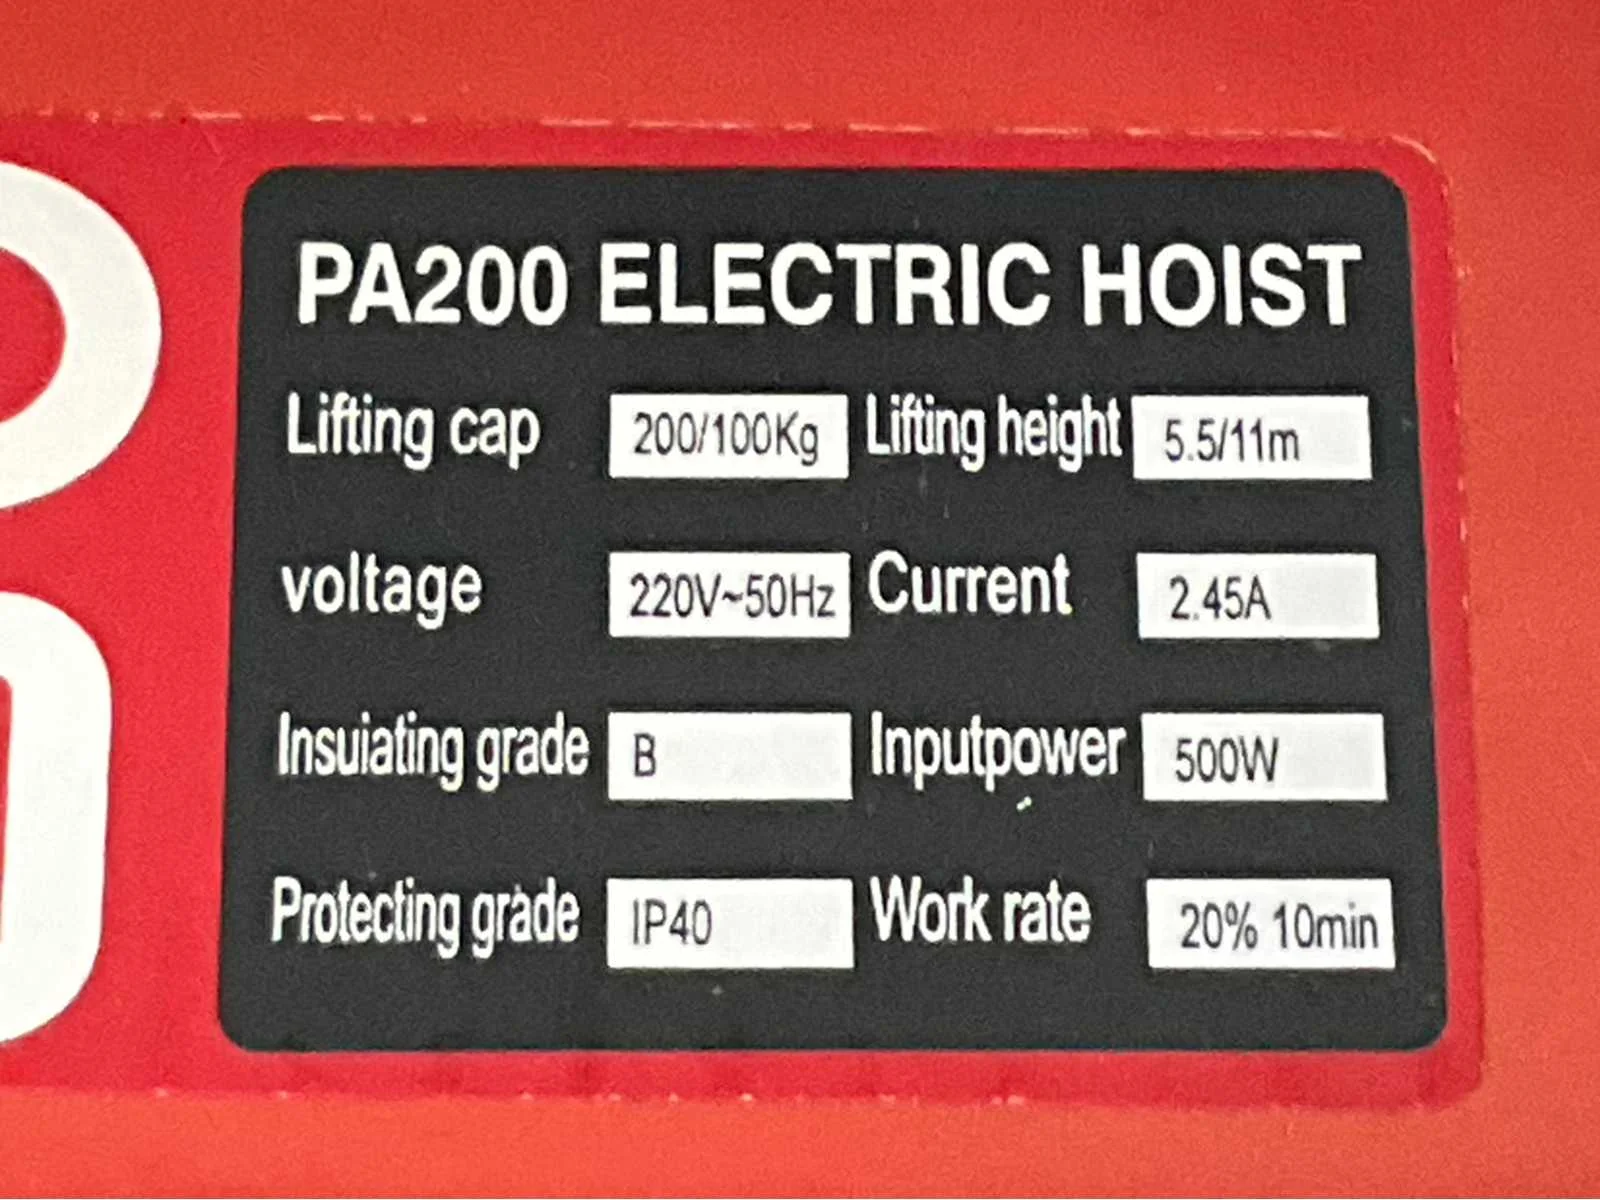 PA200 ELECTRIC HOIST
Lifting cap 200/100Kg Lifting height 5.5/11m
voltage 220V~50Hz Current 2.45A
Insuiating grade B Inputpower 500W
Protecting grade IP40 Work rate 20% 10min